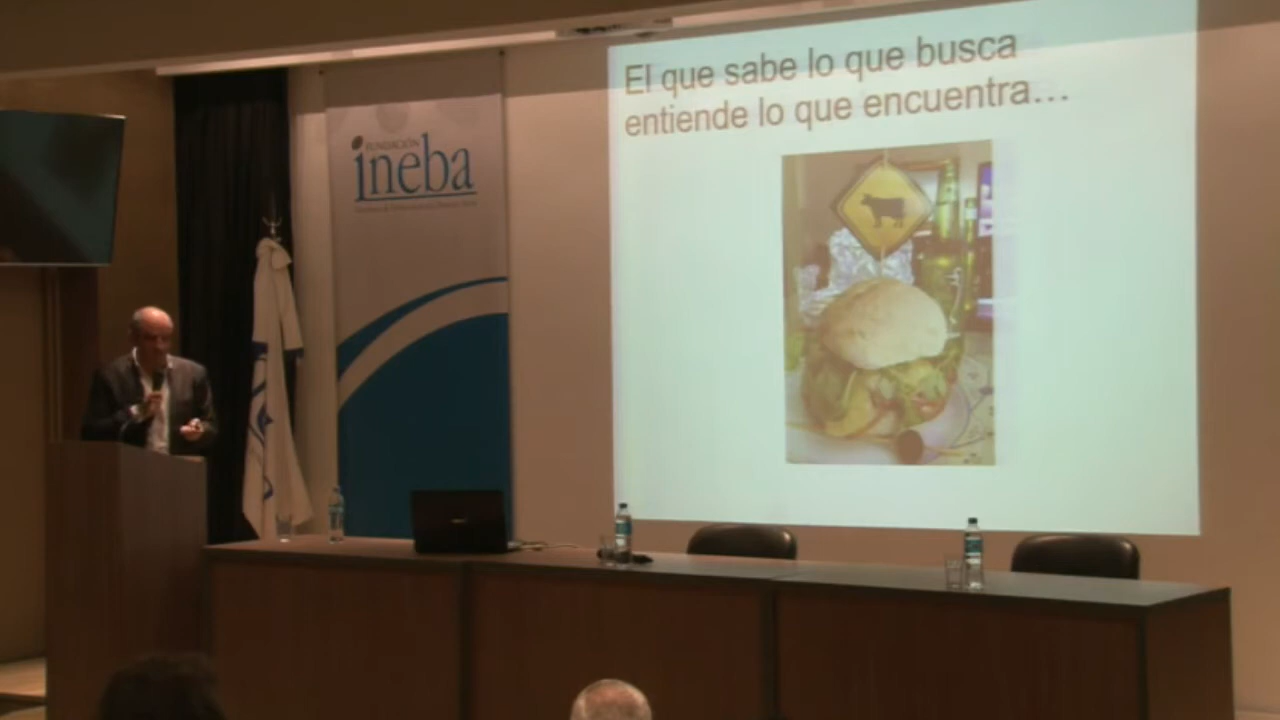 El que sabe lo que busca
entiende lo que encuentra...
FUNDACIÓN
ineba